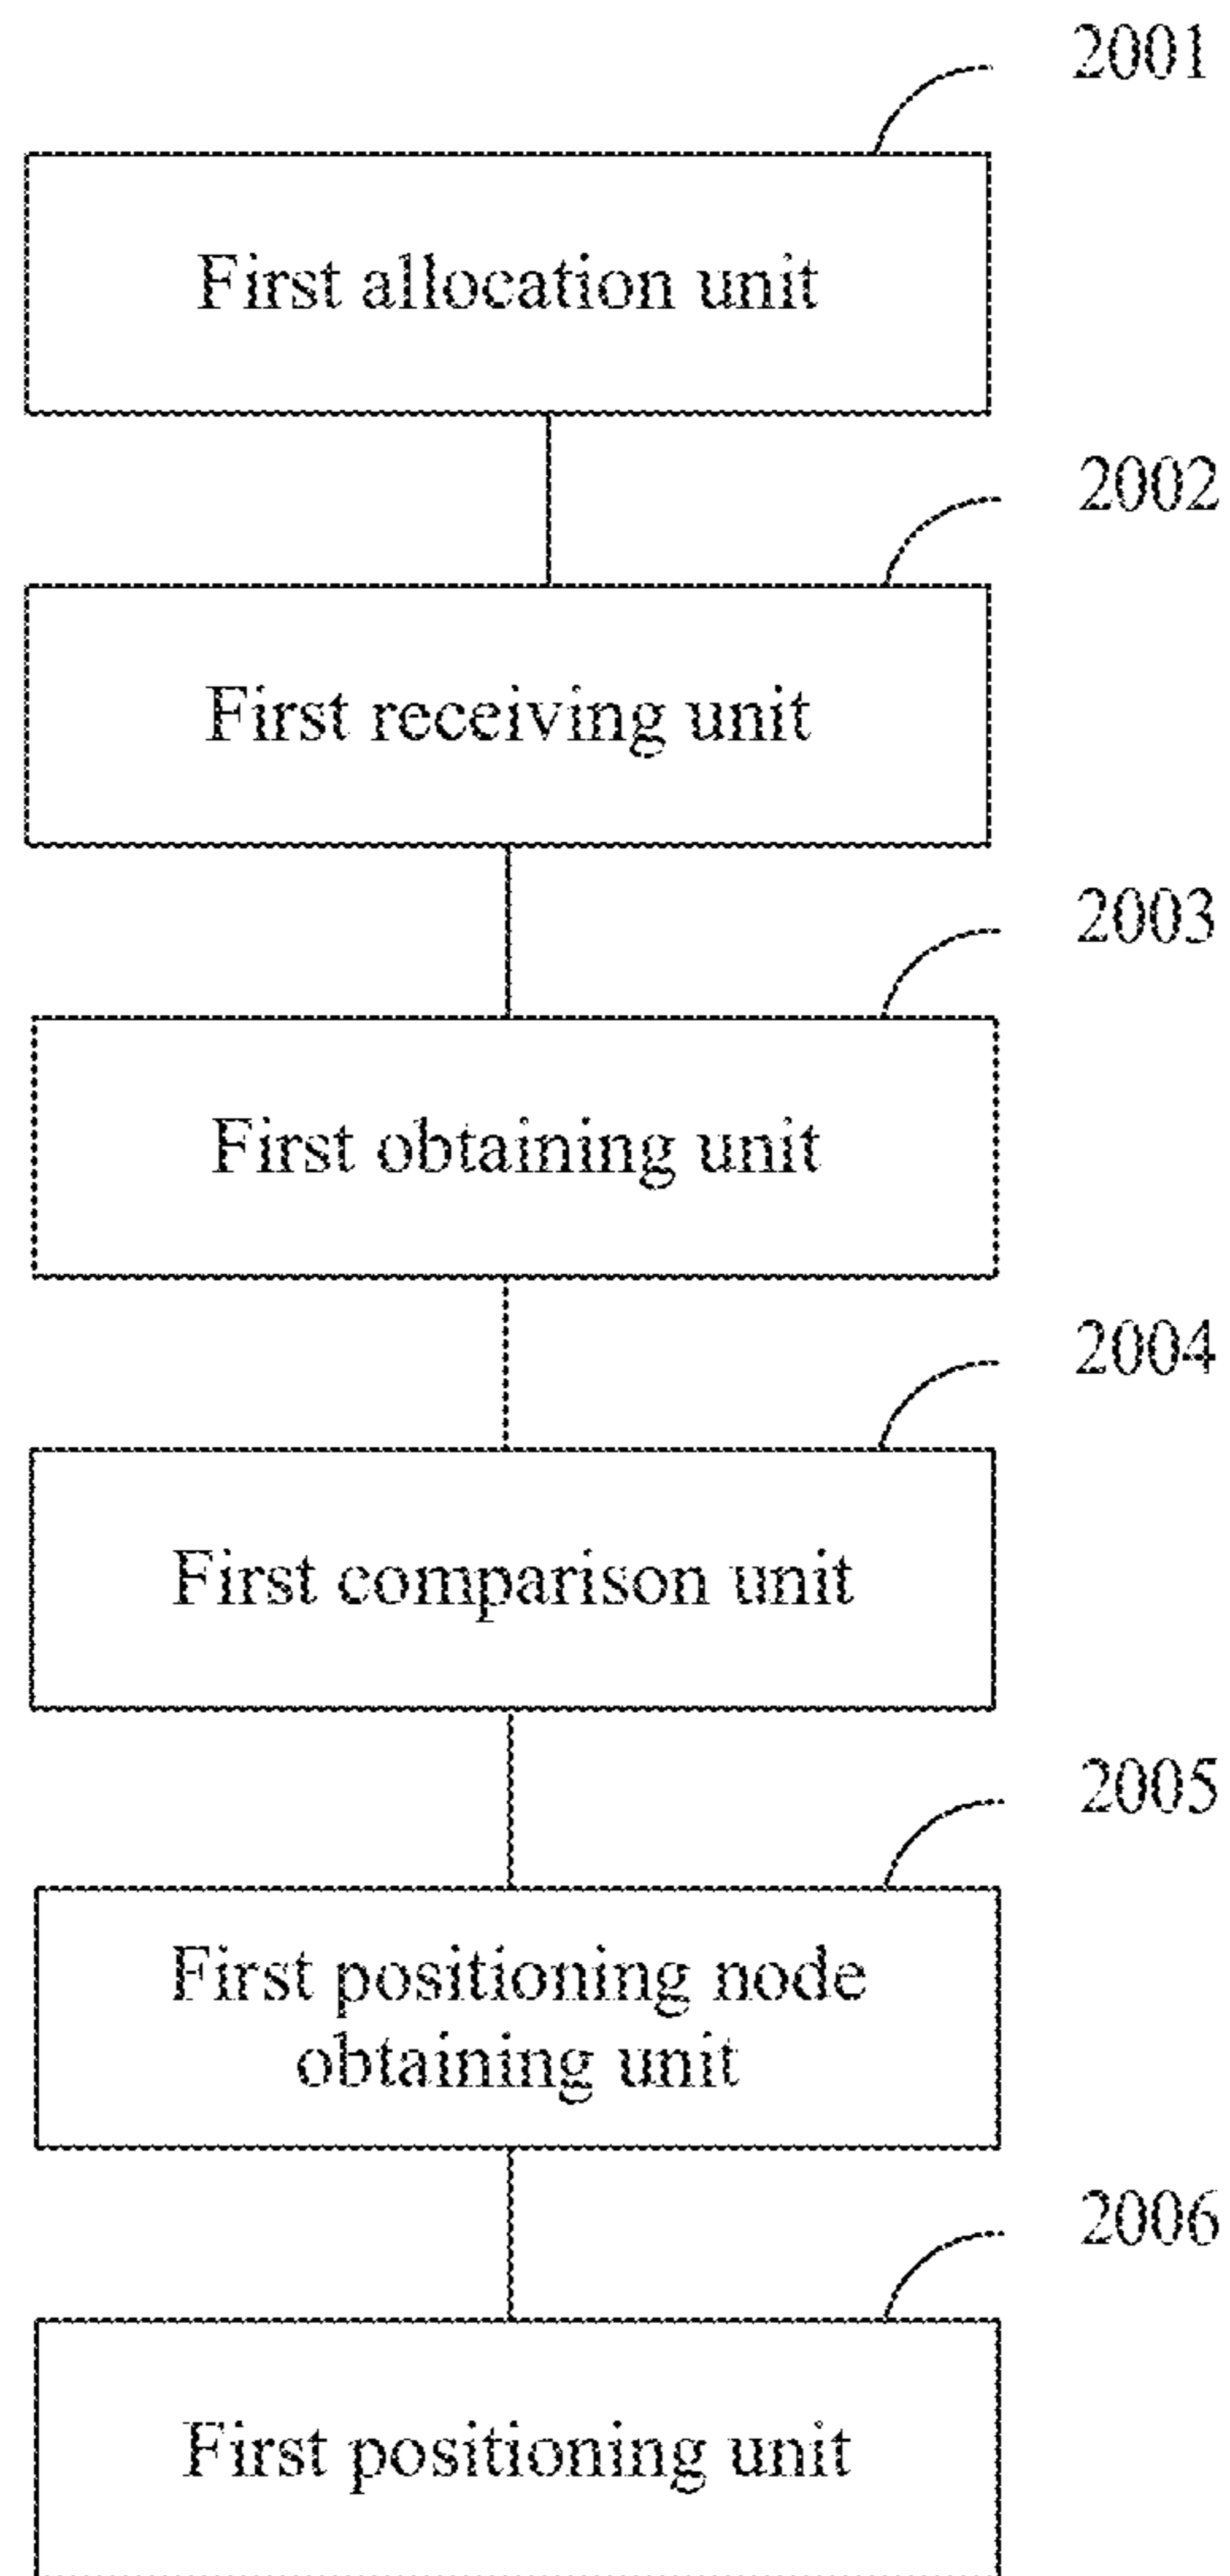 2001
First allocation unit
2002
First receiving unit
2003
First obtaining unit
2004
First comparison unit
2005
First positioning node
obtaining unit
2006
First positioning unit